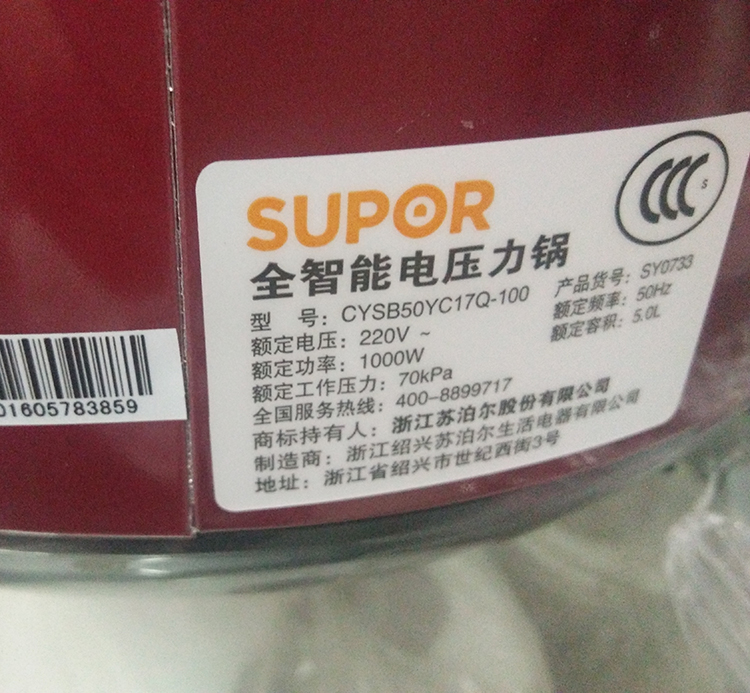 SUPOR
CCC S
全智能电压力锅
型 号：CYSB50YC17Q-100
产品货号：SY0733
额定电压：220V ~
额定频率：50Hz
额定功率：1000W
额定容积：5.0L
额定工作压力：70kPa
全国服务热线：400-8899717
商标持有人：浙江苏泊尔股份有限公司
制造商：浙江绍兴苏泊尔生活电器有限公司
地址：浙江省绍兴市世纪西街3号
01605783859